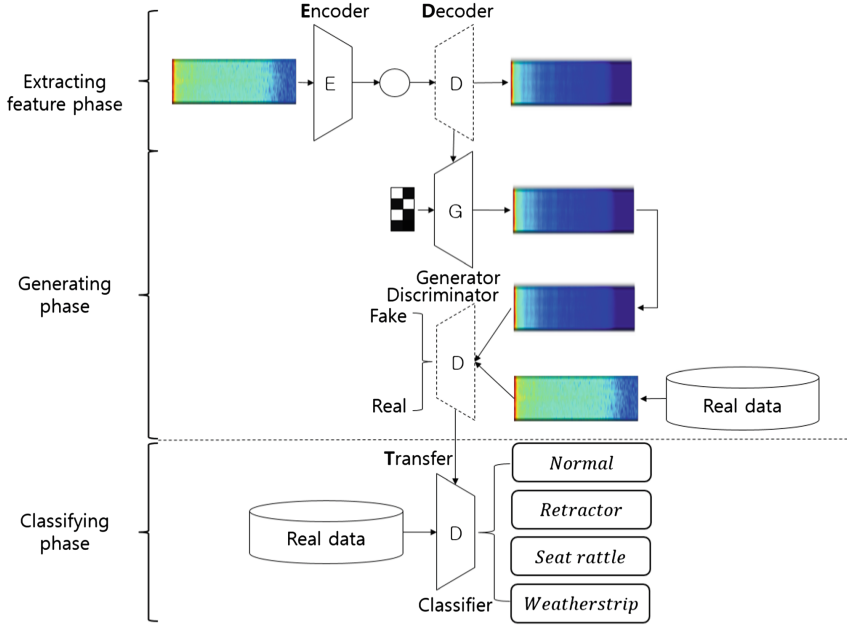 Encoder
Decoder
Extracting
feature phase
E
D
G
Generator
Generating
phase
Discriminator
Fake
D
Real
Real data
Transfer
Classifying
phase
Real data
D
Classifier
Normal
Retractor
Seat rattle
Weatherstrip